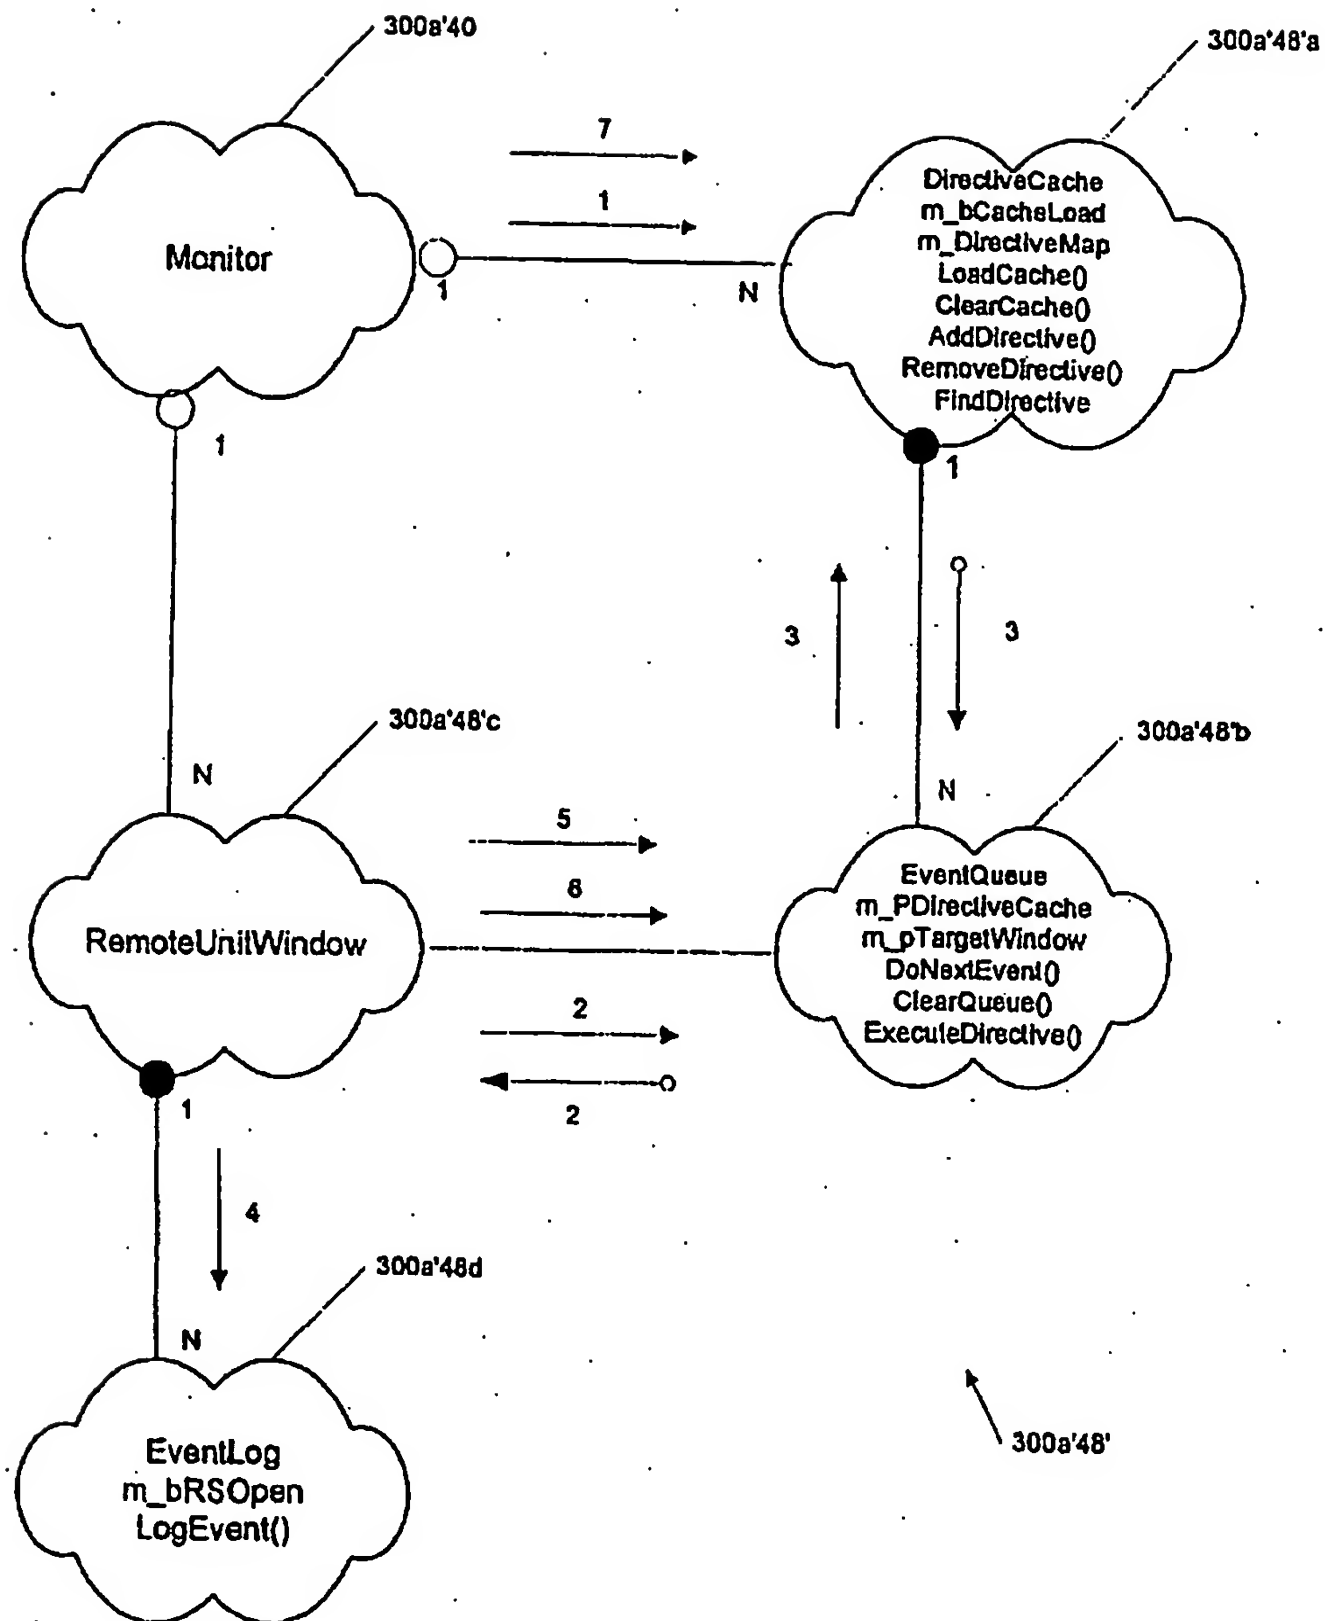 300a'40
300a'48'a
7
1
Monitor
1
N
DirectiveCache
m_bCacheLoad
m_DirectiveMap
LoadCache()
ClearCache()
AddDirective()
RemoveDirective()
FindDirective
1
1
3
3
300a'48'c
300a'48'b
N
N
5
6
RemoteUnitWindow
EventQueue
m_PDirectiveCache
m_pTargetWindow
DoNextEvent()
ClearQueue()
ExecuteDirective()
2
2
1
4
300a'48d
N
EventLog
m_bRSOpen
LogEvent()
300a'48'